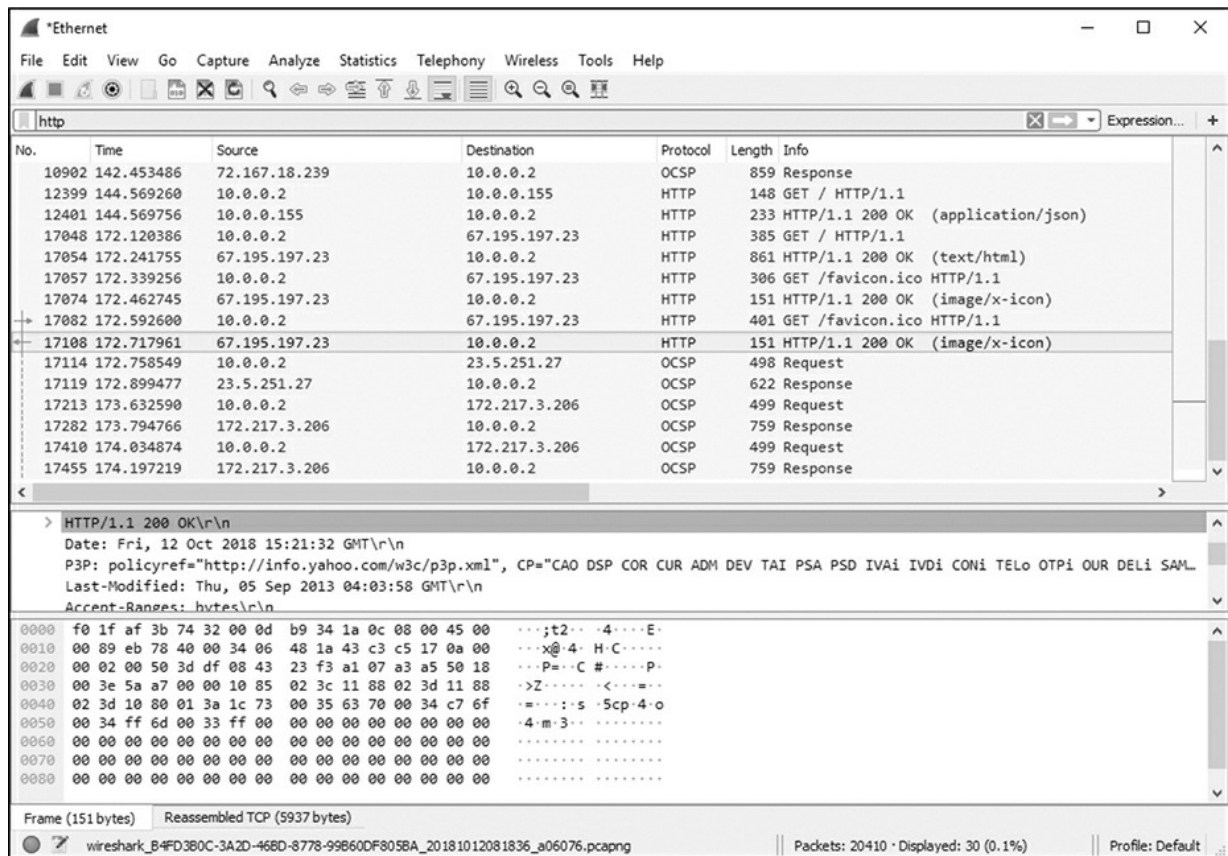 *Ethernet
File Edit View Go Capture Analyze Statistics Telephony Wireless Tools Help
http Expression... +
No. Time Source Destination Protocol Length Info
10902 142.453486 72.167.18.239 10.0.0.2 OCSP 859 Response
12399 144.569260 10.0.0.2 10.0.0.155 HTTP 148 GET / HTTP/1.1
12401 144.569756 10.0.0.155 10.0.0.2 HTTP 233 HTTP/1.1 200 OK (application/json)
17048 172.120386 10.0.0.2 67.195.197.23 HTTP 385 GET / HTTP/1.1
17054 172.241755 67.195.197.23 10.0.0.2 HTTP 861 HTTP/1.1 200 OK (text/html)
17057 172.339256 10.0.0.2 67.195.197.23 HTTP 306 GET /favicon.ico HTTP/1.1
17074 172.462745 67.195.197.23 10.0.0.2 HTTP 151 HTTP/1.1 200 OK (image/x-icon)
17082 172.592600 10.0.0.2 67.195.197.23 HTTP 401 GET /favicon.ico HTTP/1.1
17108 172.717961 67.195.197.23 10.0.0.2 HTTP 151 HTTP/1.1 200 OK (image/x-icon)
17114 172.758549 10.0.0.2 23.5.251.27 OCSP 498 Request
17119 172.899477 23.5.251.27 10.0.0.2 OCSP 622 Response
17213 173.632590 10.0.0.2 172.217.3.206 OCSP 499 Request
17282 173.794766 172.217.3.206 10.0.0.2 OCSP 759 Response
17410 174.034874 10.0.0.2 172.217.3.206 OCSP 499 Request
17455 174.197219 172.217.3.206 10.0.0.2 OCSP 759 Response
HTTP/1.1 200 OK\r\n
Date: Fri, 12 Oct 2018 15:21:32 GMT\r\n
P3P: policyref="http://info.yahoo.com/w3c/p3p.xml", CP="CAO DSP COR CUR ADM DEV TAI PSA PSD IVAi IVDi CONi TELo OTPi OUR DELi SAM…
Last-Modified: Thu, 05 Sep 2013 04:03:58 GMT\r\n
Accept-Ranges: bytes\r\n
0000 f0 1f af 3b 74 32 00 0d b9 34 1a 0c 08 00 45 00 ···;t2·· ·4····E·
0010 00 89 eb 78 40 00 34 06 48 1a 43 c3 c5 17 0a 00 ···x@·4· H·C·····
0020 00 02 00 50 3d df 08 43 23 f3 a1 07 a3 a5 50 18 ···P=··C #·····P·
0030 00 3e 5a a7 00 00 10 85 02 3c 11 88 02 3d 11 88 ·>Z····· ·<···=··
0040 02 3d 10 80 01 3a 1c 73 00 35 63 70 00 34 c7 6f ·=···:·s ·5cp·4·o
0050 00 34 ff 6d 00 33 ff 00 00 00 00 00 00 00 00 00 ·4·m·3·· ········
0060 00 00 00 00 00 00 00 00 00 00 00 00 00 00 00 00 ········ ········
0070 00 00 00 00 00 00 00 00 00 00 00 00 00 00 00 00 ········ ········
0080 00 00 00 00 00 00 00 00 00 00 00 00 00 00 00 00 ········ ········
Frame (151 bytes) Reassembled TCP (5937 bytes)
wireshark_B4FD3B0C-3A2D-46BD-8778-99B60DF805BA_20181012081836_a06076.pcapng Packets: 20410 · Displayed: 30 (0.1%) Profile: Default